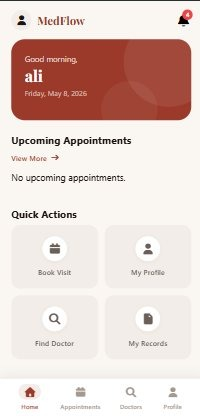 MedFlow
4
Good morning,
ali
Friday, May 8, 2026
Upcoming Appointments
View More →
No upcoming appointments.
Quick Actions
Book Visit
My Profile
Find Doctor
My Records
Home
Appointments
Doctors
Profile